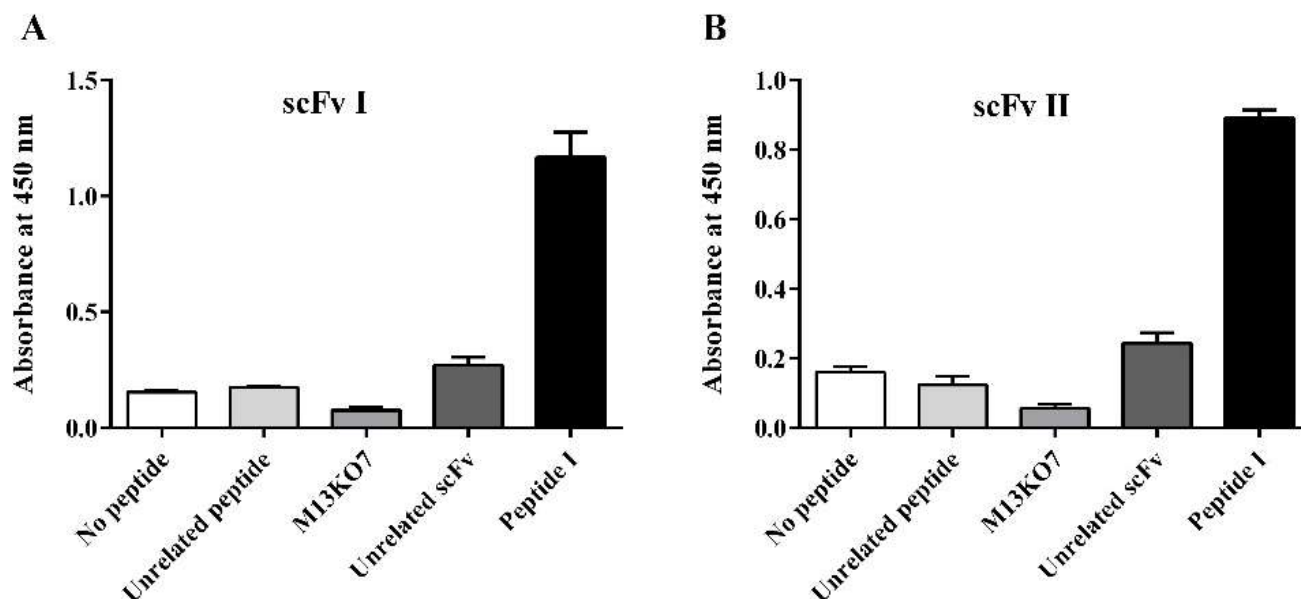 A
scFv I
Absorbance at 450 nm
1.5
1.0
0.5
0.0
No peptide
Unrelated peptide
M13KO7
Unrelated scFv
Peptide I
B
scFv II
Absorbance at 450 nm
1.0
0.8
0.6
0.4
0.2
0.0
No peptide
Unrelated peptide
M13KO7
Unrelated scFv
Peptide I